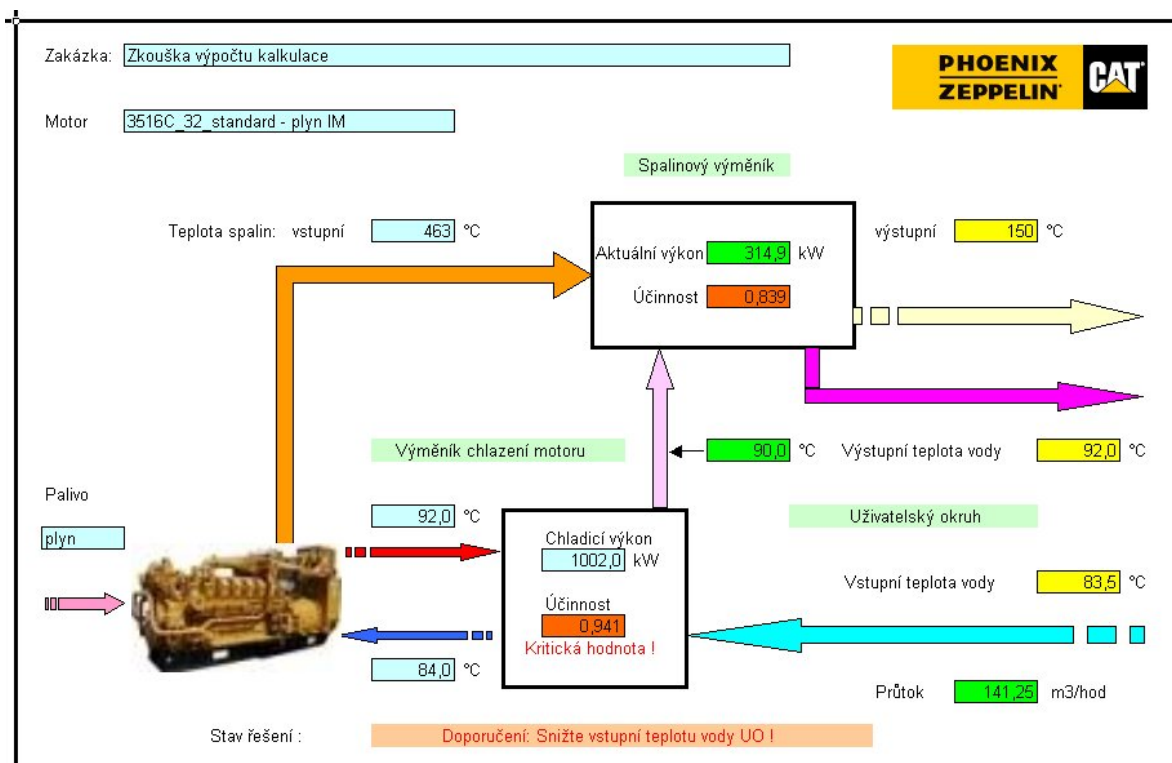 Zakázka: Zkouška výpočtu kalkulace
PHOENIX
ZEPPELIN
CAT
Motor 3516C_32_standard - plyn IM
Spalinový výměník
Teplota spalin: vstupní 463 °C
výstupní 150 °C
Aktuální výkon 314,9 kW
Účinnost 0,839
Výměník chlazení motoru
90,0 °C
Výstupní teplota vody 92,0 °C
Palivo
plyn
92,0 °C
Uživatelský okruh
Chladicí výkon
1002,0 kW
Vstupní teplota vody 83,5 °C
Účinnost
0,941
Kritická hodnota !
84,0 °C
Průtok 141,25 m3/hod
Stav řešení : Doporučení: Snižte vstupní teplotu vody UO !